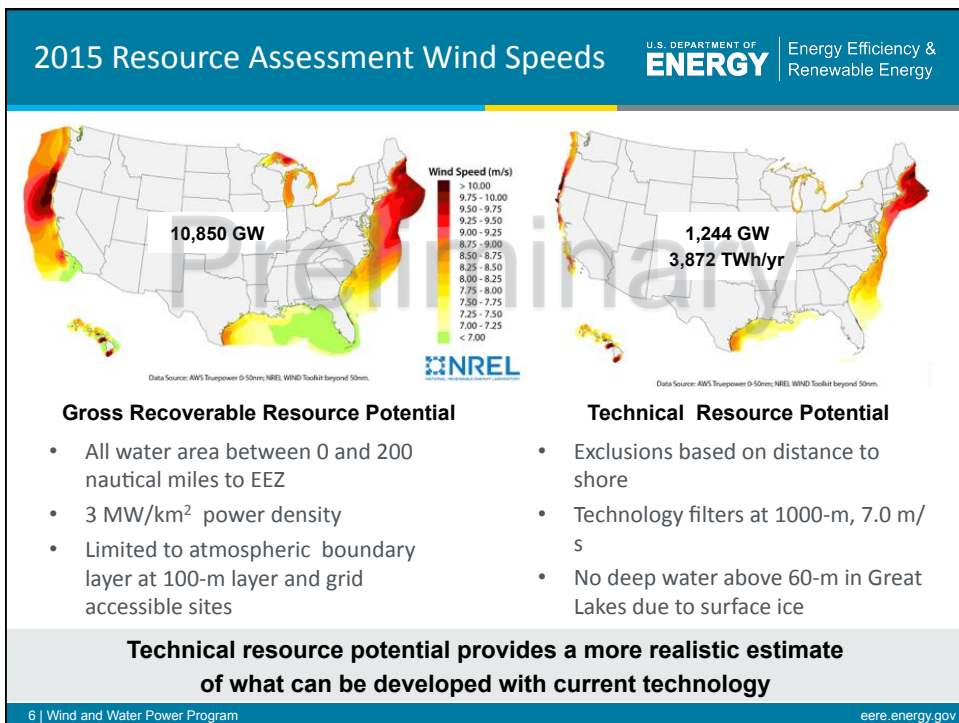 2015 Resource Assessment Wind Speeds
U.S. DEPARTMENT OF
ENERGY
Energy Efficiency &
Renewable Energy
Preliminary
10,850 GW
Wind Speed (m/s)
> 10.00
9.75 - 10.00
9.50 - 9.75
9.25 - 9.50
9.00 - 9.25
8.75 - 9.00
8.50 - 8.75
8.25 - 8.50
8.00 - 8.25
7.75 - 8.00
7.50 - 7.75
7.25 - 7.50
7.00 - 7.25
< 7.00
NREL
NATIONAL RENEWABLE ENERGY LABORATORY
1,244 GW
3,872 TWh/yr
Data Source: AWS Truepower 0-50nm; NREL WIND Toolkit beyond 50nm.
Data Source: AWS Truepower 0-50nm; NREL WIND Toolkit beyond 50nm.
Gross Recoverable Resource Potential
• All water area between 0 and 200
nautical miles to EEZ
• 3 MW/km² power density
• Limited to atmospheric boundary
layer at 100-m layer and grid
accessible sites
Technical Resource Potential
• Exclusions based on distance to
shore
• Technology filters at 1000-m, 7.0 m/
s
• No deep water above 60-m in Great
Lakes due to surface ice
Technical resource potential provides a more realistic estimate
of what can be developed with current technology
6 | Wind and Water Power Program
eere.energy.gov